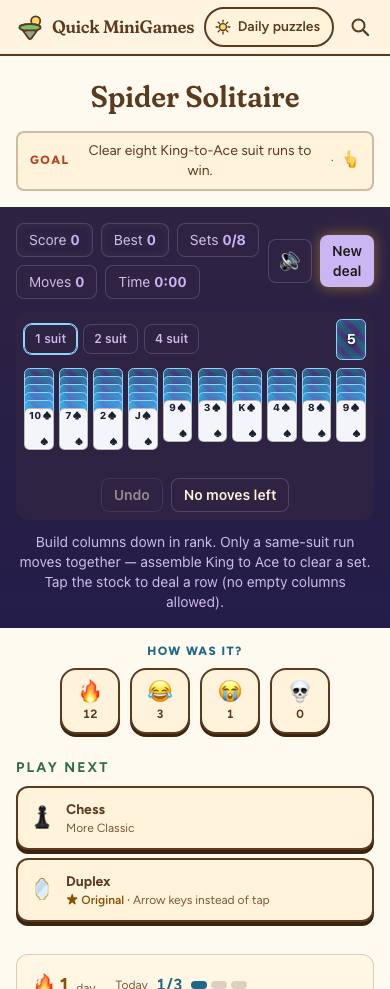 Quick MiniGames
Daily puzzles
Spider Solitaire
GOAL
Clear eight King-to-Ace suit runs to
win.
·
Score 0
Best 0
Sets 0/8
Moves 0
Time 0:00
New
deal
1 suit
2 suit
4 suit
5
10♠ 7♠ 2♠ J♠ 9♠ 3♠ K♠ 4♠ 8♠ 9♠
Undo
No moves left
Build columns down in rank. Only a same-suit run
moves together — assemble King to Ace to clear a set.
Tap the stock to deal a row (no empty columns
allowed).
HOW WAS IT?
12
3
1
0
PLAY NEXT
Chess
More Classic
Duplex
★ Original · Arrow keys instead of tap
1 day
Today 1/3